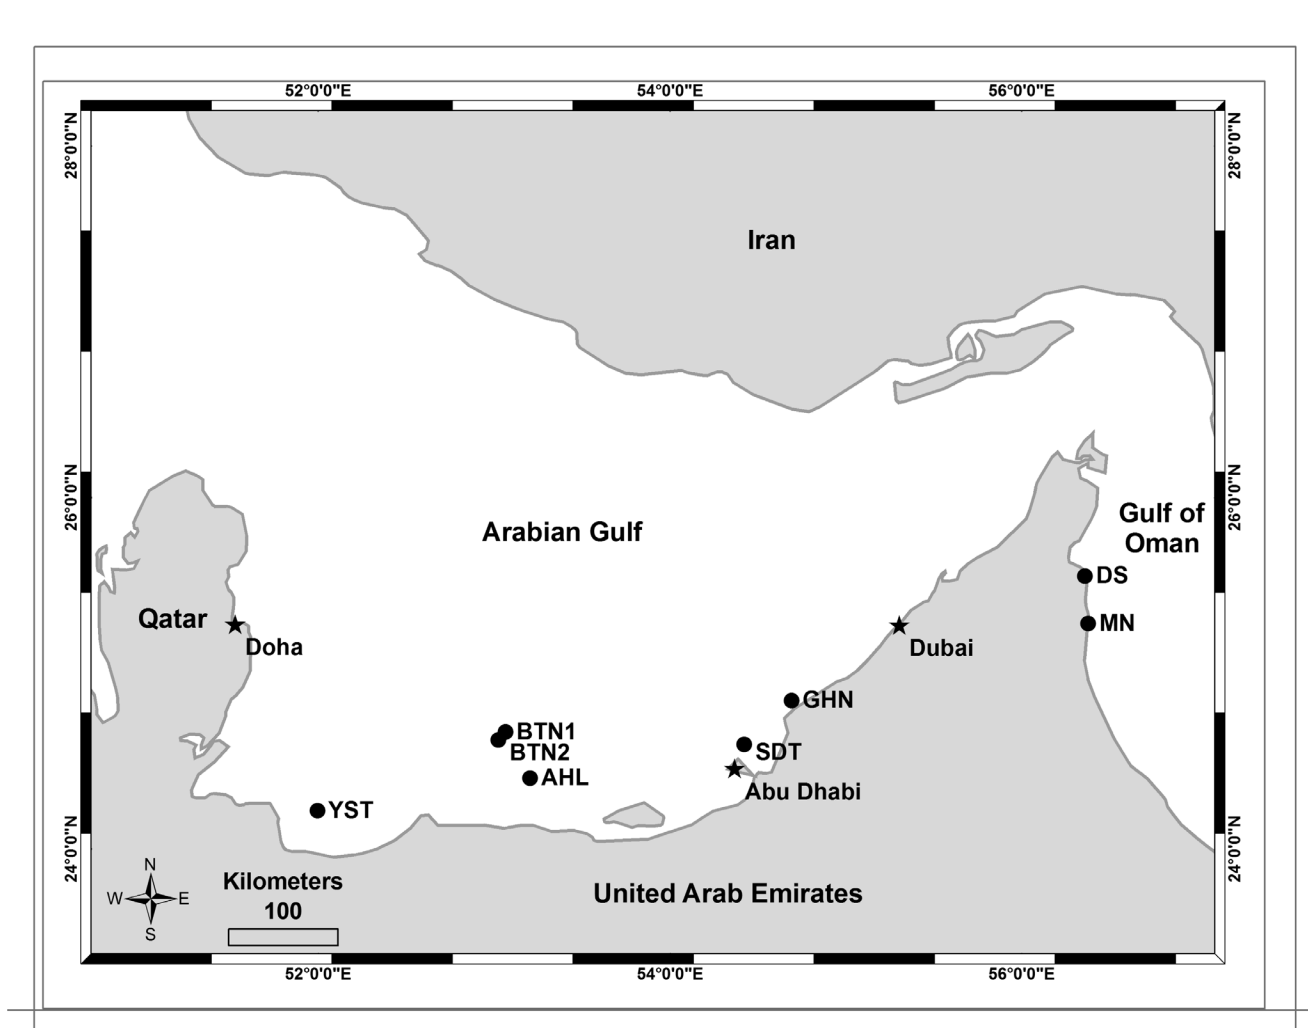 52°0'0"E
54°0'0"E
56°0'0"E
28°0'0"N
28°0'0"N
Iran
26°0'0"N
26°0'0"N
Arabian Gulf
Gulf of
Oman
DS
Qatar
MN
Doha
Dubai
GHN
BTN1
BTN2
SDT
AHL
Abu Dhabi
YST
24°0'0"N
24°0'0"N
N
W
E
S
Kilometers
100
United Arab Emirates
52°0'0"E
54°0'0"E
56°0'0"E